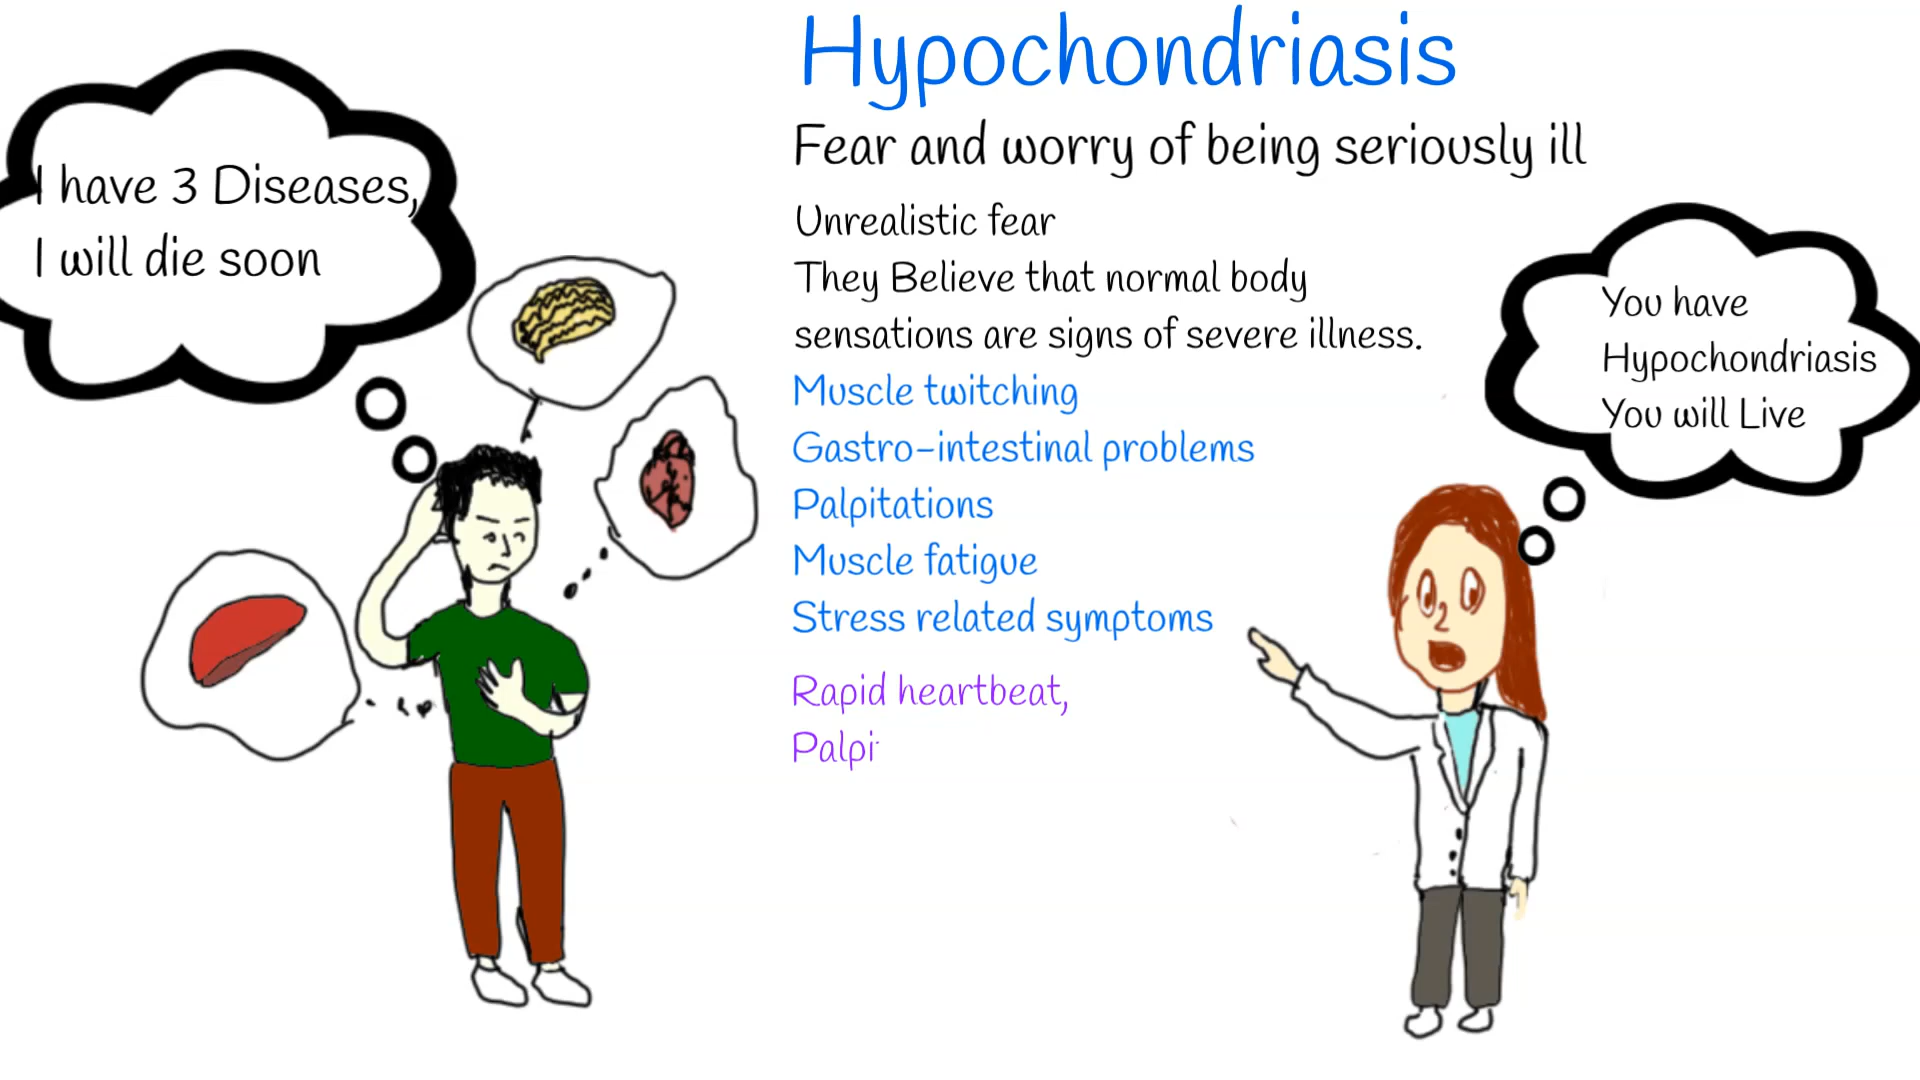 Hypochondriasis
Fear and worry of being seriously ill
I have 3 Diseases,
I will die soon
Unrealistic fear
They Believe that normal body
sensations are signs of severe illness.
Muscle twitching
Gastro-intestinal problems
Palpitations
Muscle fatigue
Stress related symptoms
Rapid heartbeat,
Palpi
You have
Hypochondriasis
You will Live